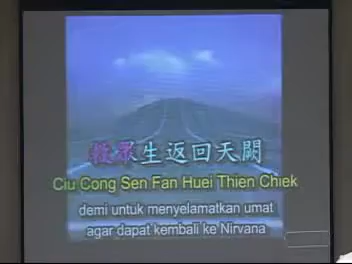 救眾生返回天闕
Ciu Cong Sen Fan Huei Thien Chiek
demi untuk menyelamatkan umat
agar dapat kembali ke Nirvana